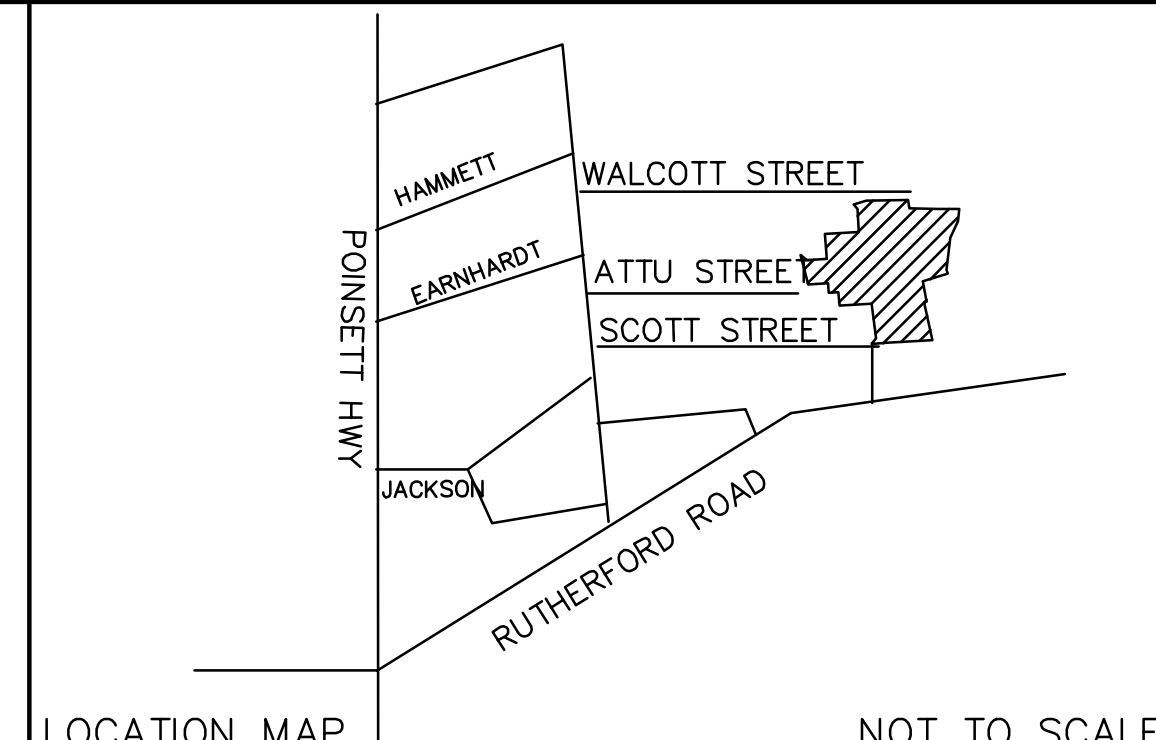 HAMMETT
WALCOTT STREET
EARNHARDT
ATTU STREET
SCOTT STREET
POINSETT HWY
JACKSON
RUTHERFORD ROAD
LOCATION MAP
NOT TO SCALE